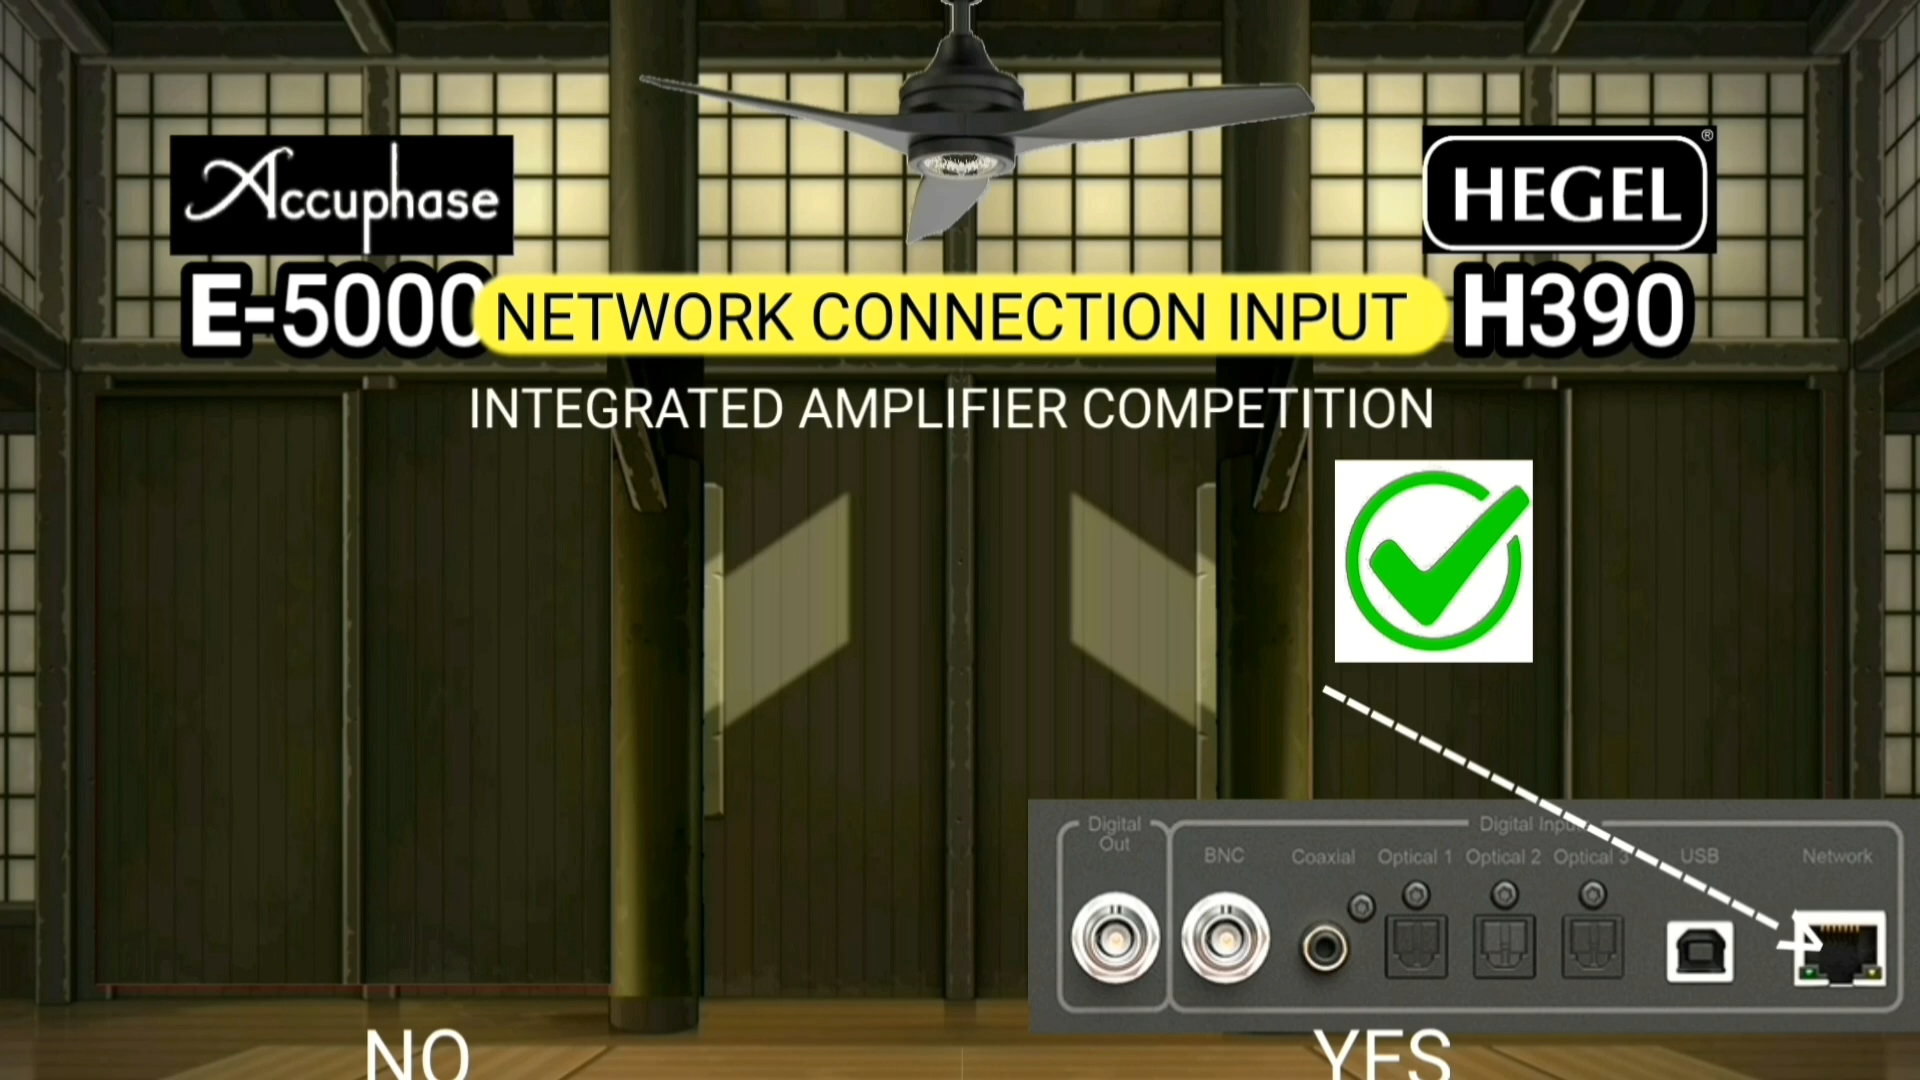 Accuphase
HEGEL®
E-5000
NETWORK CONNECTION INPUT
H390
INTEGRATED AMPLIFIER COMPETITION
Digital Out
Digital Inpu
BNC
Coaxial
Optical 1
Optical 2
Optical 3
USB
Network
NO
YES